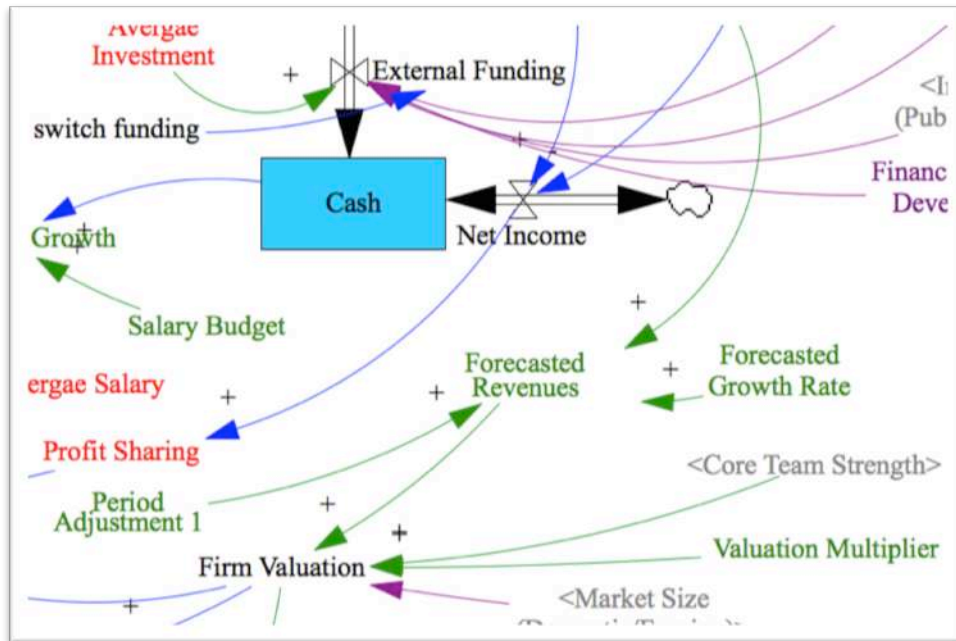 Avergae
Investment
External Funding
switch funding
(Pub
Cash
Financ
Deve
Growth
Net Income
Salary Budget
Forecasted
Revenues
Forecasted
Growth Rate
ergae Salary
Profit Sharing
<Core Team Strength>
Period
Adjustment 1
Firm Valuation
Valuation Multiplier
<Market Size